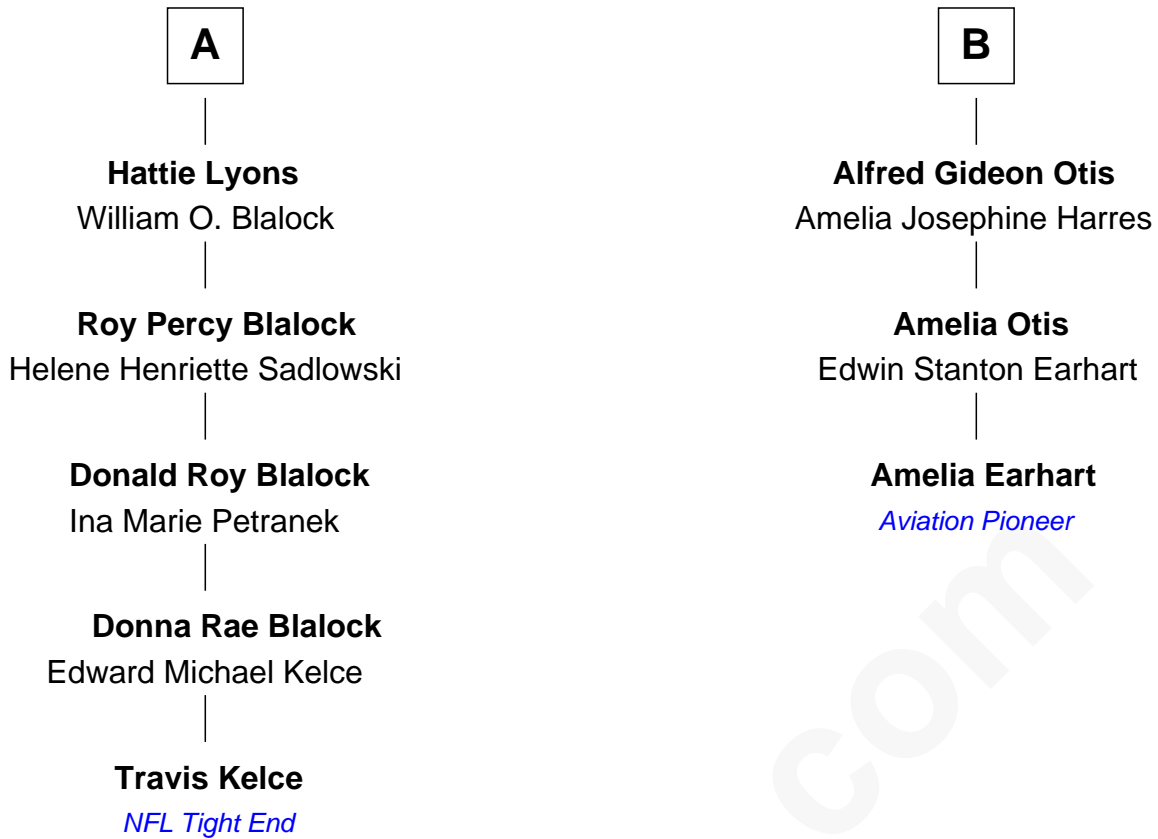 A
Hattie Lyons
William O. Blalock
Roy Percy Blalock
Helene Henriette Sadlowski
Donald Roy Blalock
Ina Marie Petranek
Donna Rae Blalock
Edward Michael Kelce
Travis Kelce
NFL Tight End
B
Alfred Gideon Otis
Amelia Josephine Harres
Amelia Otis
Edwin Stanton Earhart
Amelia Earhart
Aviation Pioneer
com